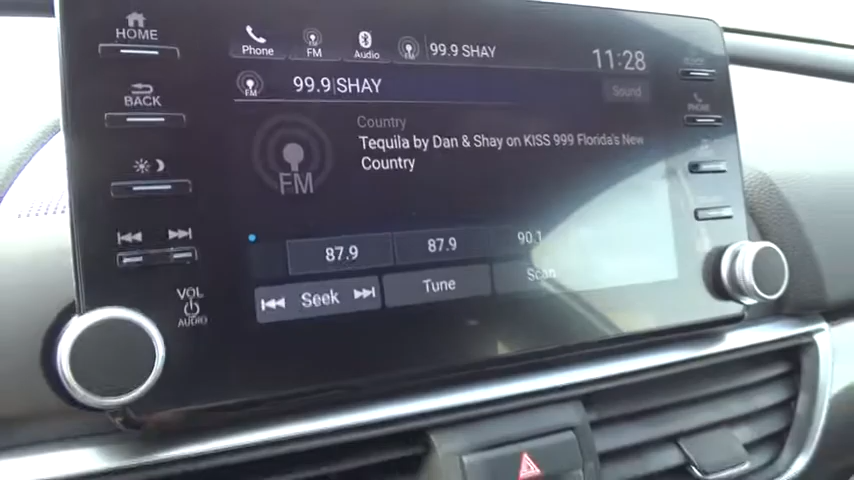 HOME
Phone FM Audio 99.9 SHAY 11:28
BACK
FM 99.9|SHAY Sound
PHONE
Country
Tequila by Dan & Shay on KISS 999 Florida's New
Country
FM
87.9 87.9 90.1
Seek Tune Scan
VOL
AUDIO